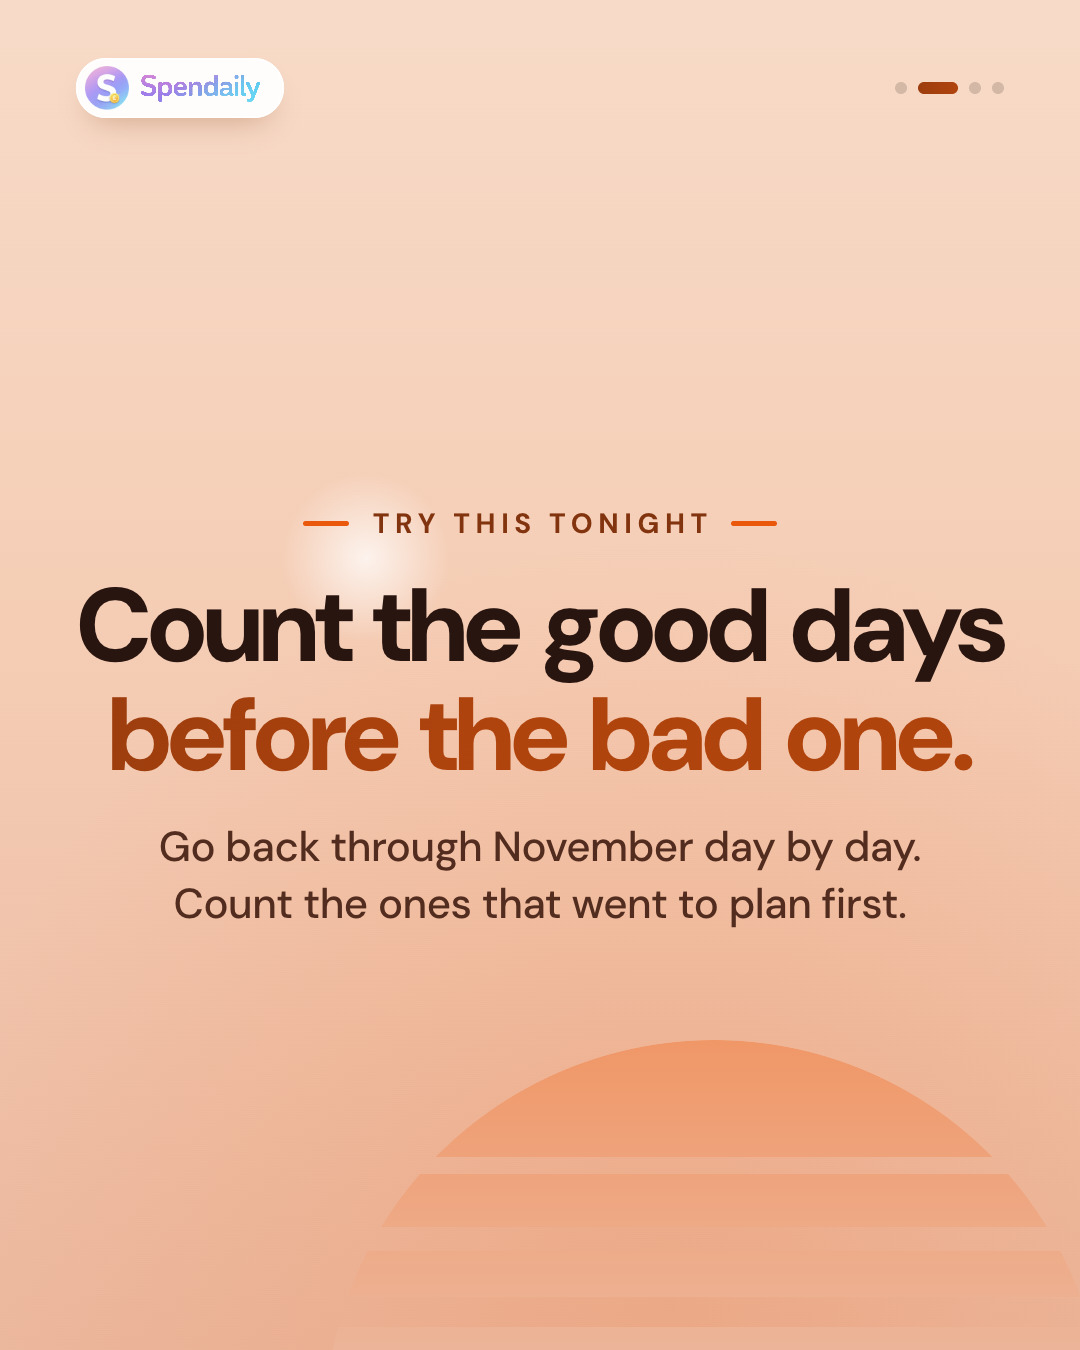 Spendaily
TRY THIS TONIGHT
Count the good days
before the bad one.
Go back through November day by day.
Count the ones that went to plan first.